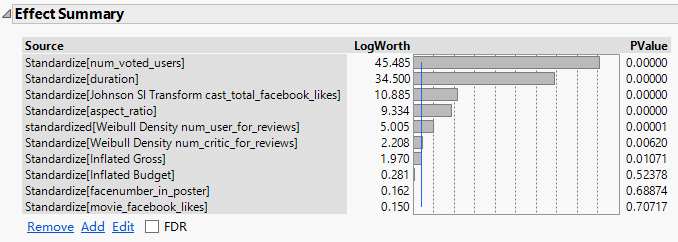 Effect Summary
Source LogWorth PValue
Standardize[num_voted_users] 45.485 0.00000
Standardize[duration] 34.500 0.00000
Standardize[Johnson Sl Transform cast_total_facebook_likes] 10.885 0.00000
Standardize[aspect_ratio] 9.334 0.00000
standardized[Weibull Density num_user_for_reviews] 5.005 0.00001
Standardize[Weibull Density num_critic_for_reviews] 2.208 0.00620
Standardize[Inflated Gross] 1.970 0.01071
Standardize[Inflated Budget] 0.281 0.52378
Standardize[facenumber_in_poster] 0.162 0.68874
Standardize[movie_facebook_likes] 0.150 0.70717
Remove Add Edit FDR